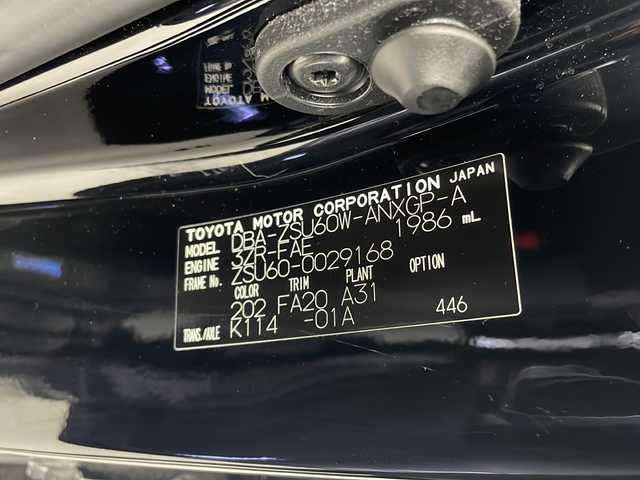 TOYOTA MOTOR CORPORATION JAPAN
MODEL DBA-ZSU60W-ANXGP-A
ENGINE 3ZR-FAE 1986 mL
FRAME No. ZSU60-0029168
COLOR TRIM PLANT OPTION
202 FA20 A31
TRANS./AXLE K114 -01A 446